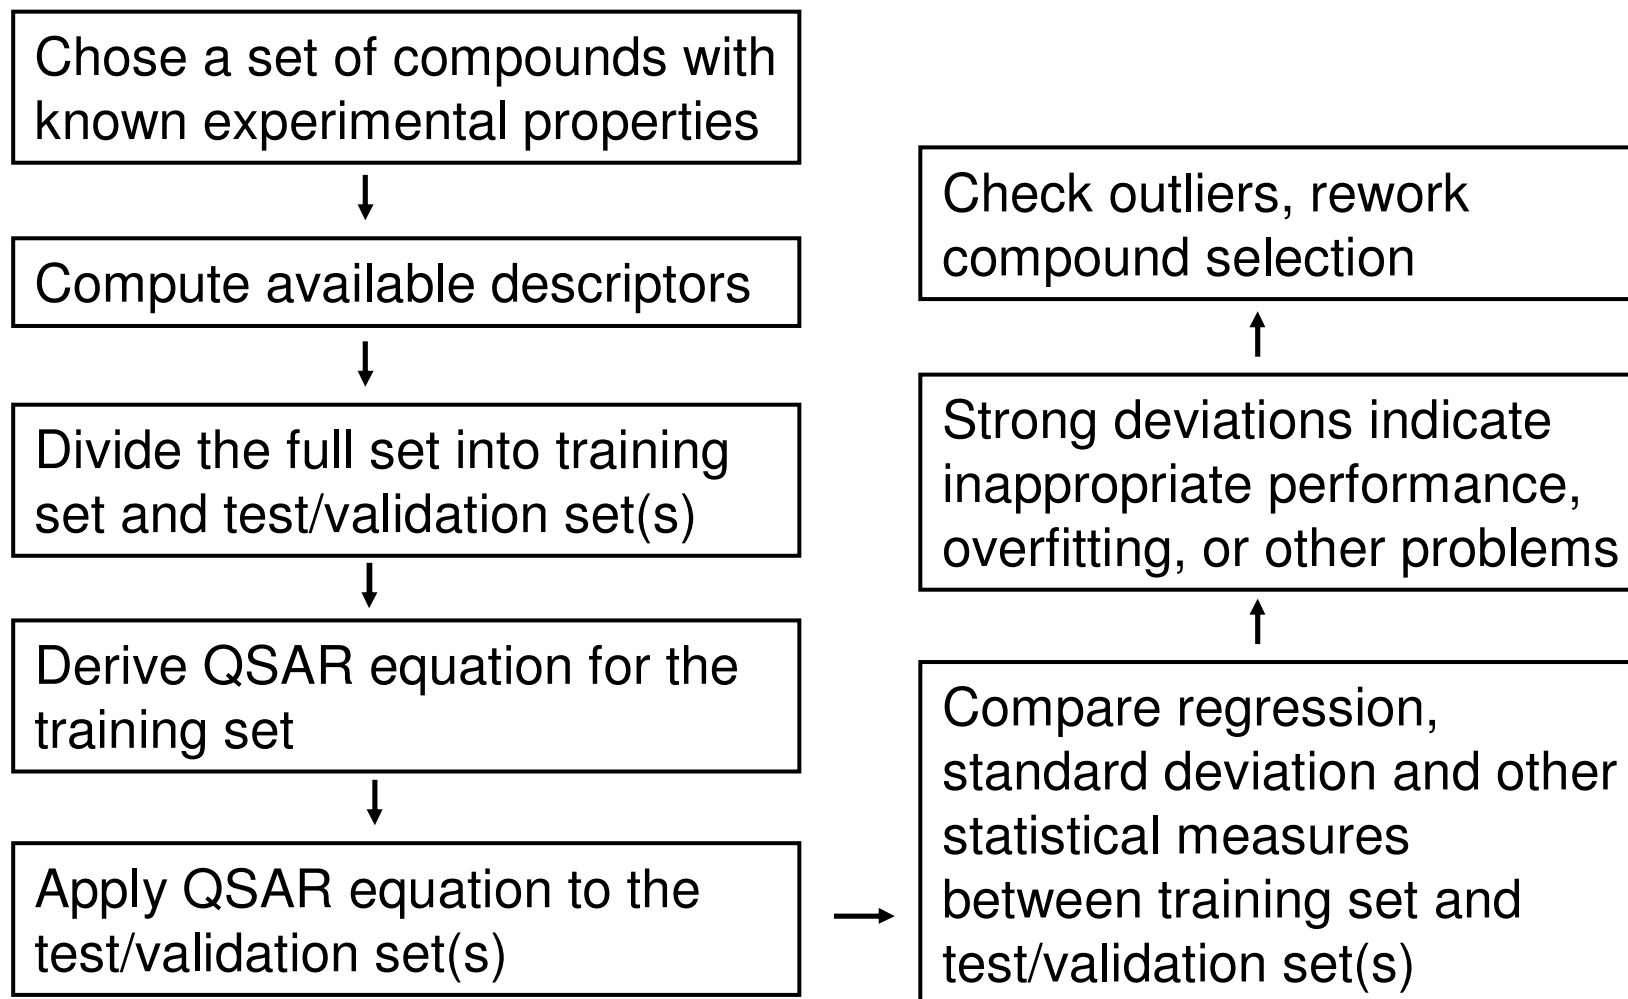 Chose a set of compounds with
known experimental properties
Compute available descriptors
Divide the full set into training
set and test/validation set(s)
Derive QSAR equation for the
training set
Apply QSAR equation to the
test/validation set(s)
Compare regression,
standard deviation and other
statistical measures
between training set and
test/validation set(s)
Strong deviations indicate
inappropriate performance,
overfitting, or other problems
Check outliers, rework
compound selection